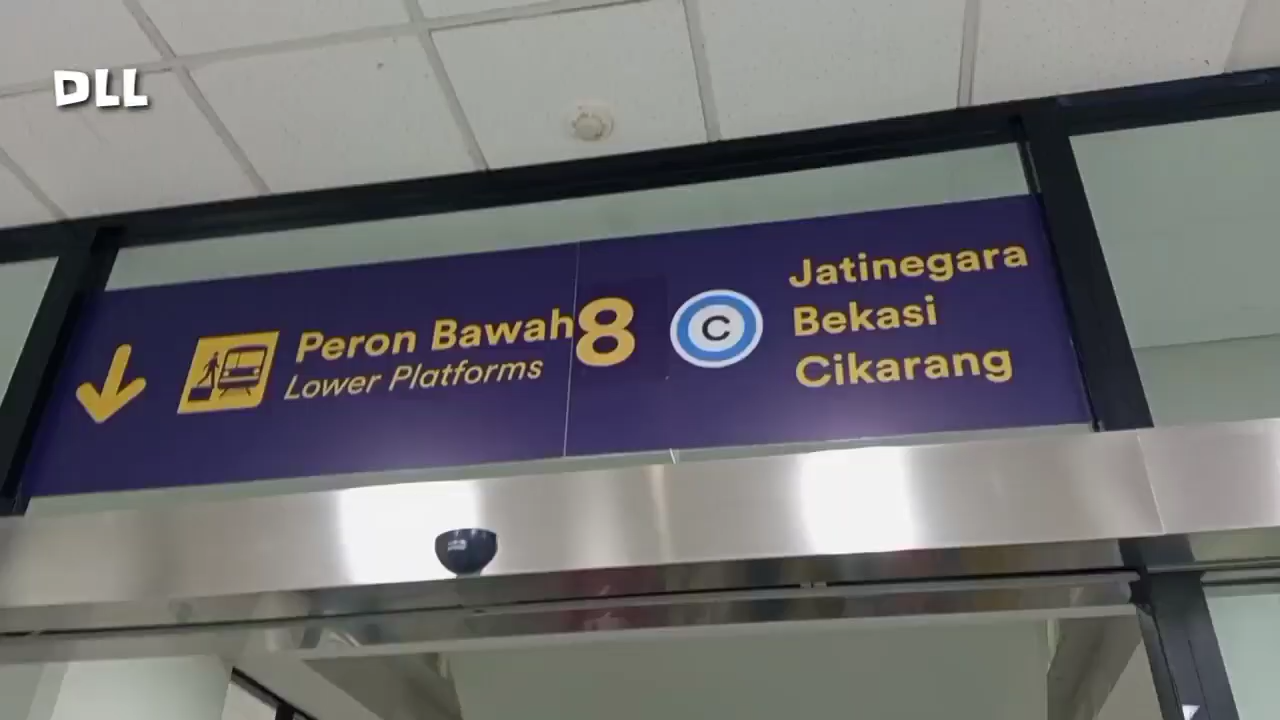 DLL
Peron Bawah
Lower Platforms
8
C
Jatinegara
Bekasi
Cikarang